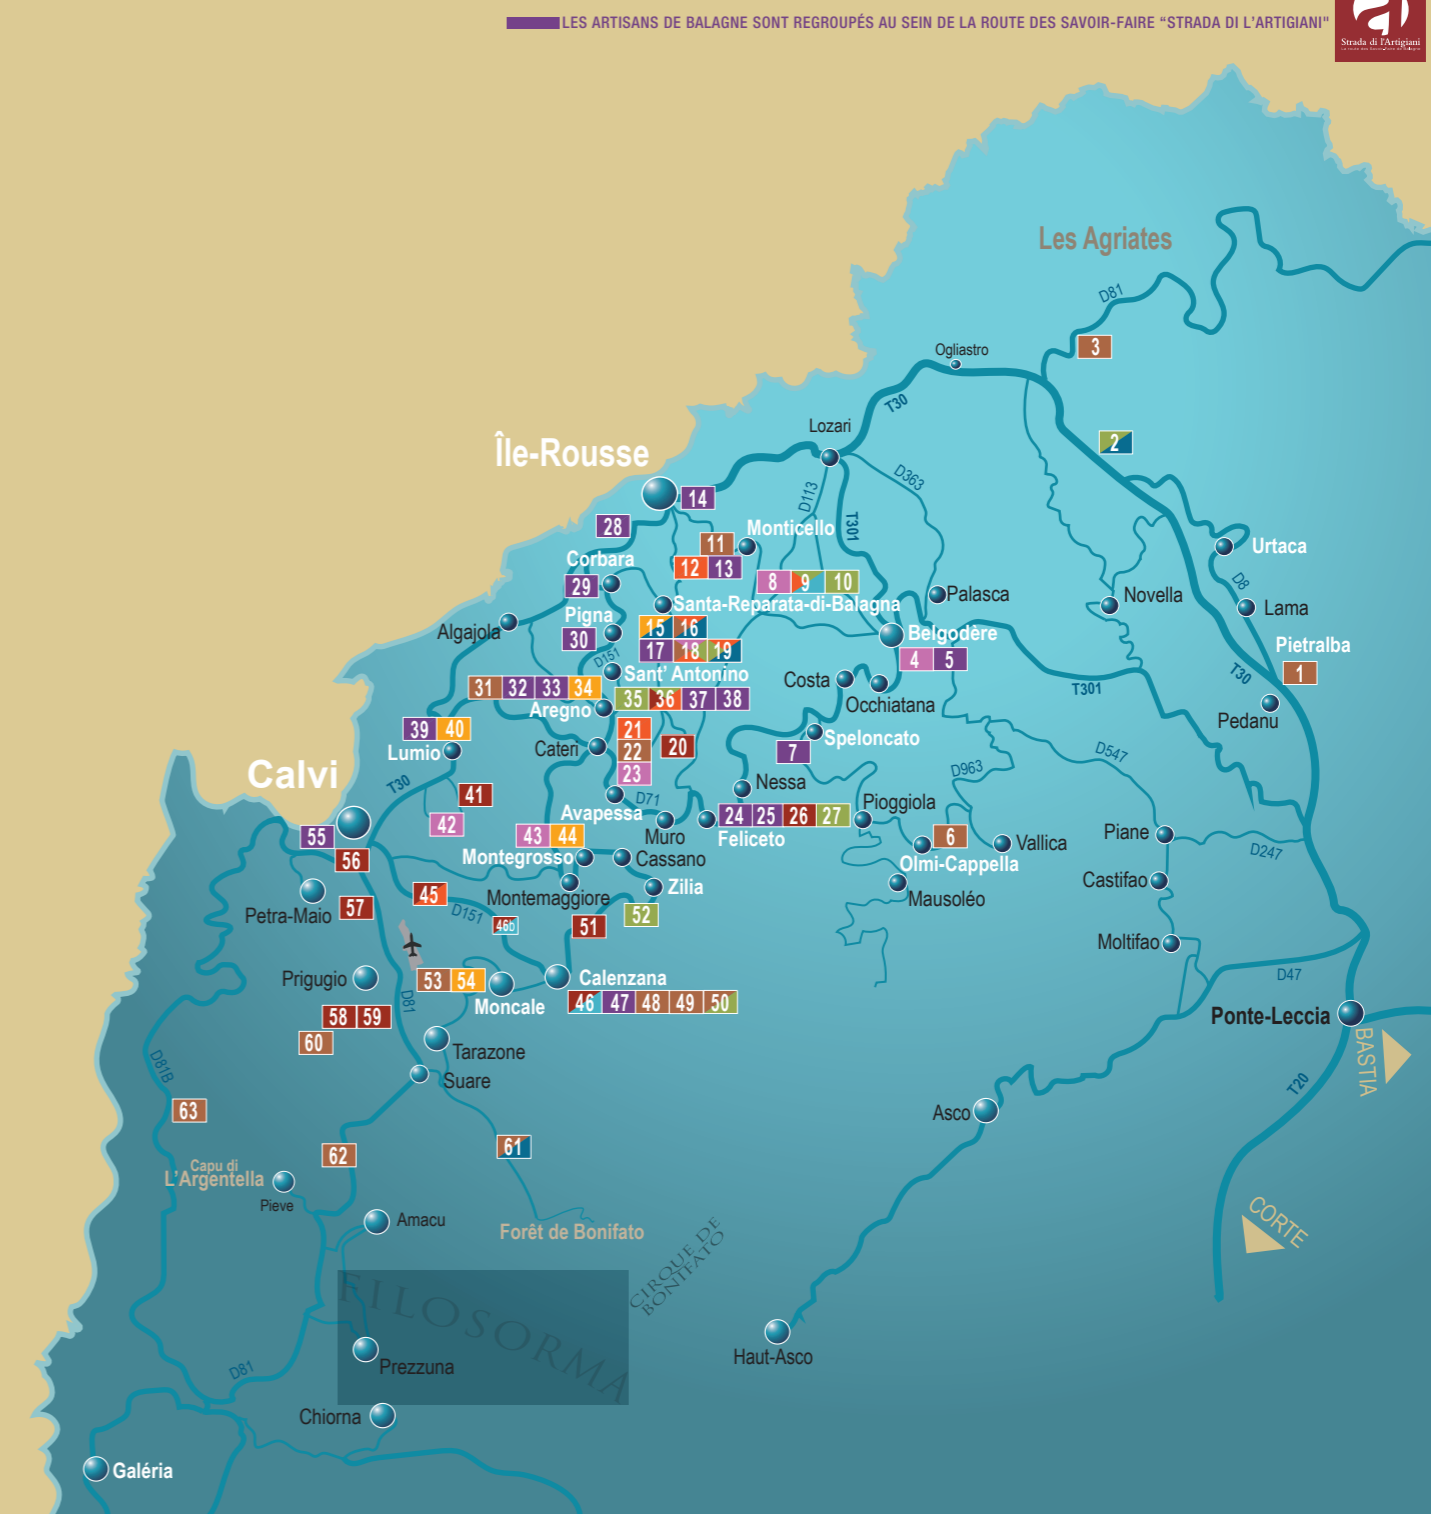 LES ARTISANS DE BALAGNE SONT REGROUPÉS AU SEIN DE LA ROUTE DES SAVOIR-FAIRE "STRADA DI L'ARTIGIANI"
Strada di l'Artigiani
Les Agriates
D81
3
Ogliastro
T30
2
Lozari
Île-Rousse
14
D363
D113
T301
28
Monticello
11
12 13
Urtaca
Corbara
29
8 9 10
D8
Palasca
Novella
Lama
Santa-Reparata-di-Balagna
Pigna
30
15 16
Algajola
Belgodère
17 18 19
4 5
Pietralba
1
D151
Sant' Antonino
T30
Costa
T301
31 32 33 34
35 36 37 38
Occhiatana
Aregno
Pedanu
39 40
21
Cateri
22
20
Speloncato
7
Lumio
D547
23
D963
Calvi
T30
Nessa
41
D71
Pioggiola
Avapessa
24 25 26 27
42
Muro
Feliceto
55
43 44
6
Vallica
Piane
D247
56
Montegrosso
Cassano
Olmi-Cappella
Castifao
Zilia
45
Montemaggiore
Mausoléo
Petra-Maio
57
D151
52
46b
51
Moltifao
Prigugio
53 54
Calenzana
D47
Moncale
46 47 48 49 50
D81
58 59
Ponte-Leccia
60
Tarazone
BASTIA
D81B
Suare
T20
63
Asco
61
62
Capu di
L'Argentella
Pieve
Amacu
CORTE
Forêt de Bonifato
CIRQUE DE
BONIFATO
FILOSORMA
Haut-Asco
D81
Prezzuna
Chiorna
Galéria